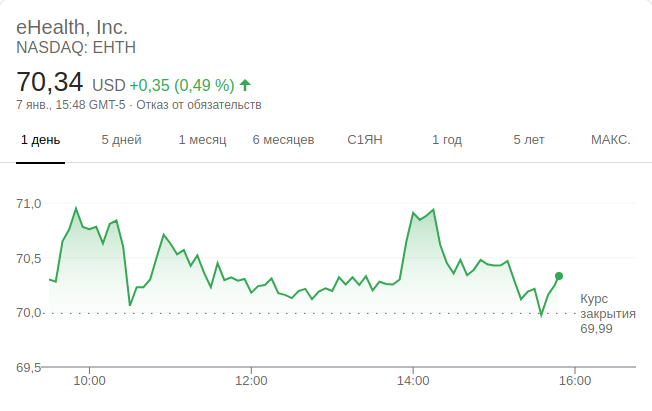 eHealth, Inc.
NASDAQ: EHTH
70,34 USD +0,35 (0,49 %)
7 янв., 15:48 GMT-5 · Отказ от обязательств
1 день 5 дней 1 месяц 6 месяцев С1ЯН 1 год 5 лет МАКС.
71,0
70,5
70,0
Курс
закрытия
69,99
69,5
10:00 12:00 14:00 16:00